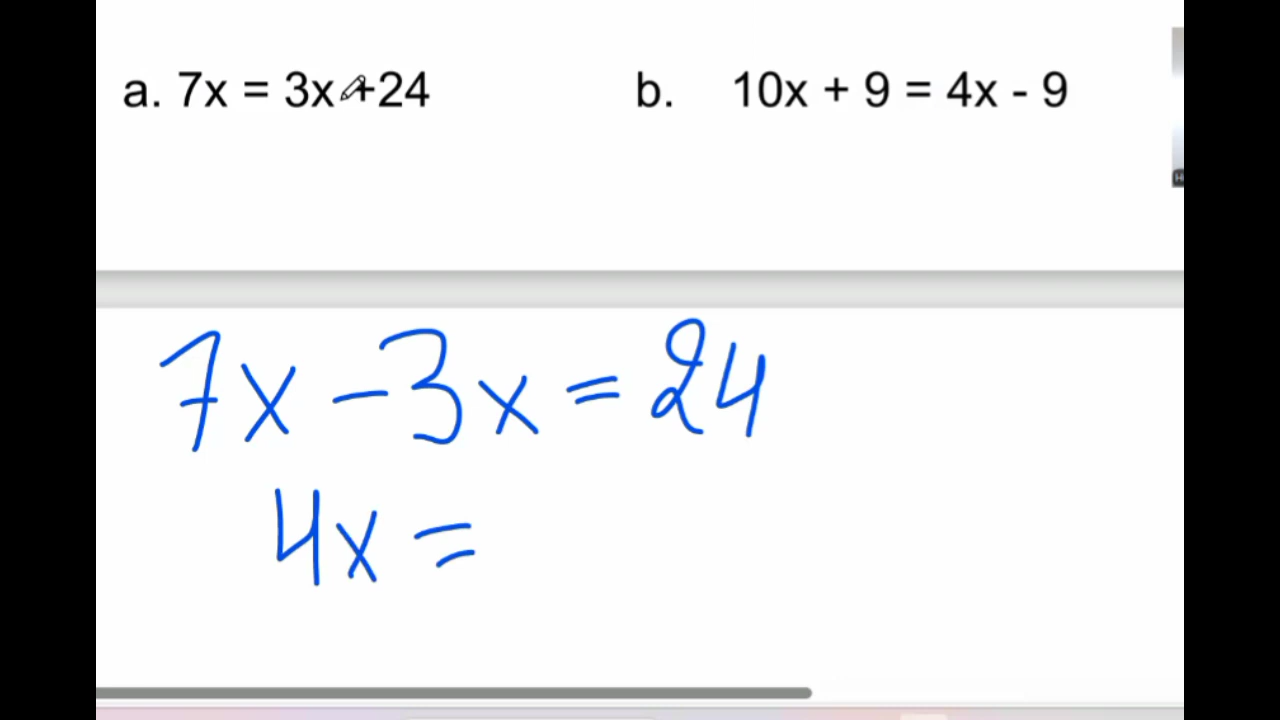 a. 7x = 3x+24
b. 10x + 9 = 4x - 9
7x - 3x = 24
4x =